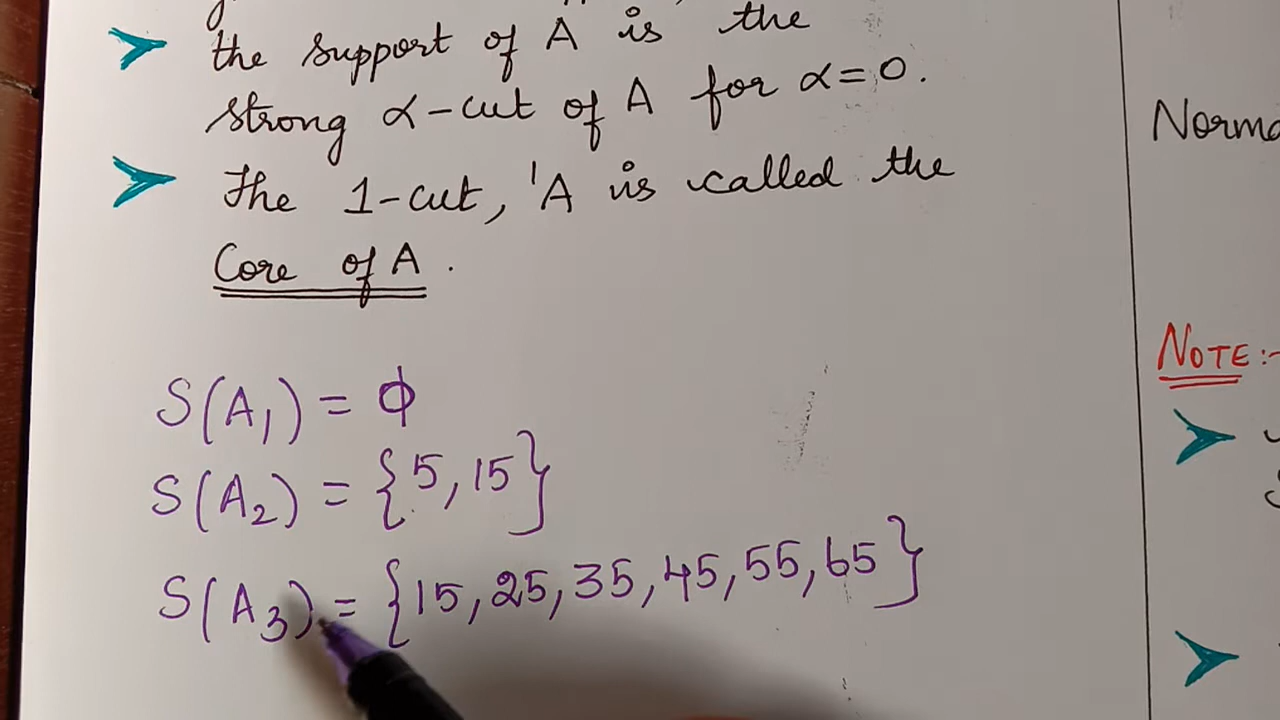 the support of A is the
strong α-cut of A for α=0.
The 1-cut, ¹A is called the
Core of A.
S(A₁) = ϕ
S(A₂) = {5, 15}
S(A₃) = {15, 25, 35, 45, 55, 65}
NOTE:-